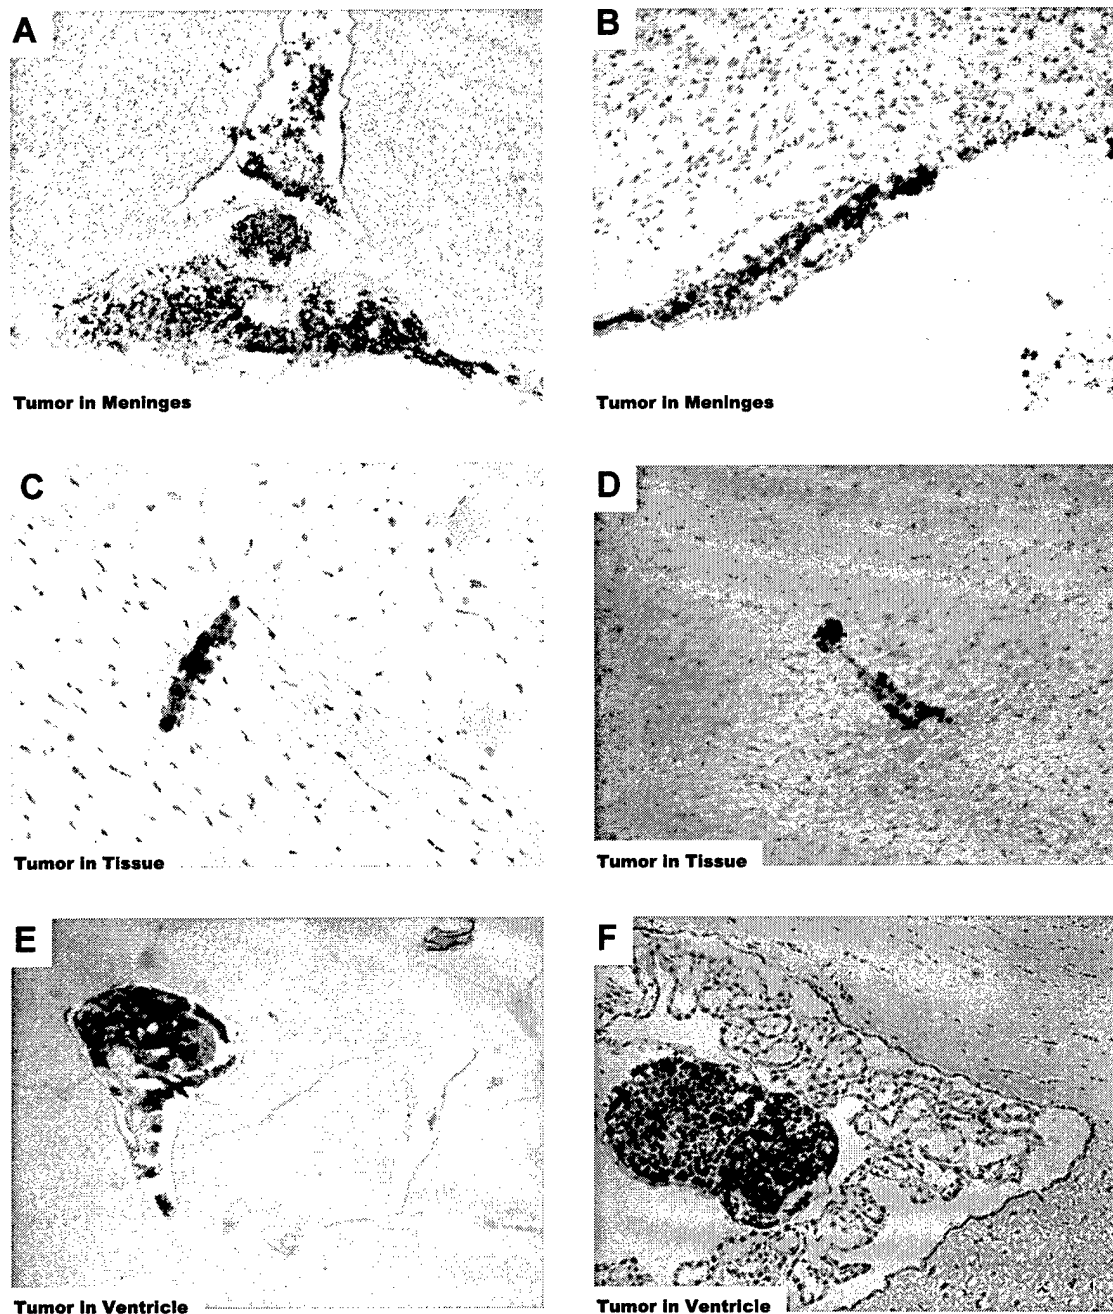 A
B
Tumor in Meninges
Tumor in Meninges
C
D
Tumor in Tissue
Tumor in Tissue
E
F
Tumor in Ventricle
Tumor in Ventricle